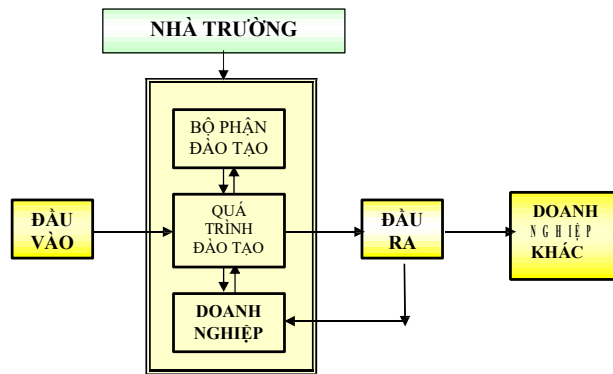 NHÀ TRƯỜNG
BỘ PHẬN
ĐÀO TẠO
QUÁ
TRÌNH
ĐÀO TẠO
ĐẦU
VÀO
ĐẦU
RA
DOANH
NGHIỆP
KHÁC
DOANH
NGHIỆP